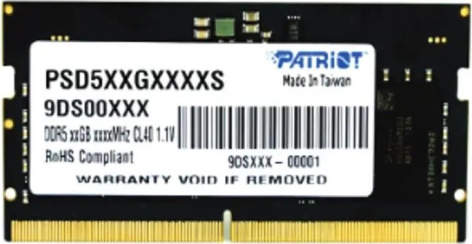 PATRIOT
Made In Taiwan
PSD5XXGXXXXS
9DS00XXX
DDR5 xxGB xxxxMHz CL40 1.1V
RoHS Compliant
9DSXXX - 00001
WARRANTY VOID IF REMOVED